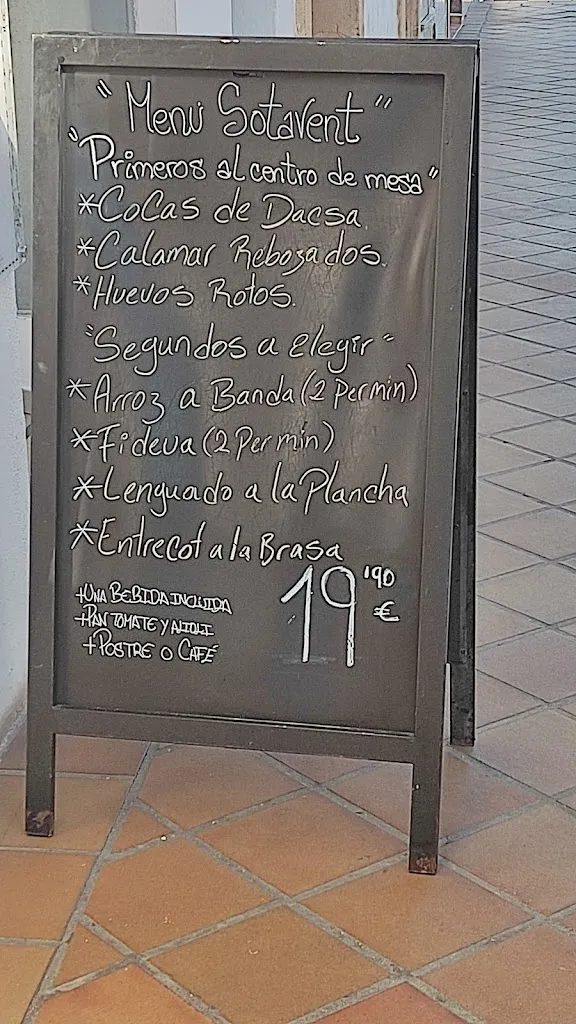 "Menú Sotavent"
"Primeros al centro de mesa"
*Cocas de Dacsa.
*Calamar Rebozados.
*Huevos Rotos.
"Segundos a elegir"
*Arroz a Banda (2 Per min)
*Fideua (2 Per min)
*Lenguado a la Plancha
*Entrecot a la Brasa
+UNA BEBIDA INCLUIDA
+PAN TOMATE Y ALIOLI
+POSTRE O CAFÉ
19'90 €